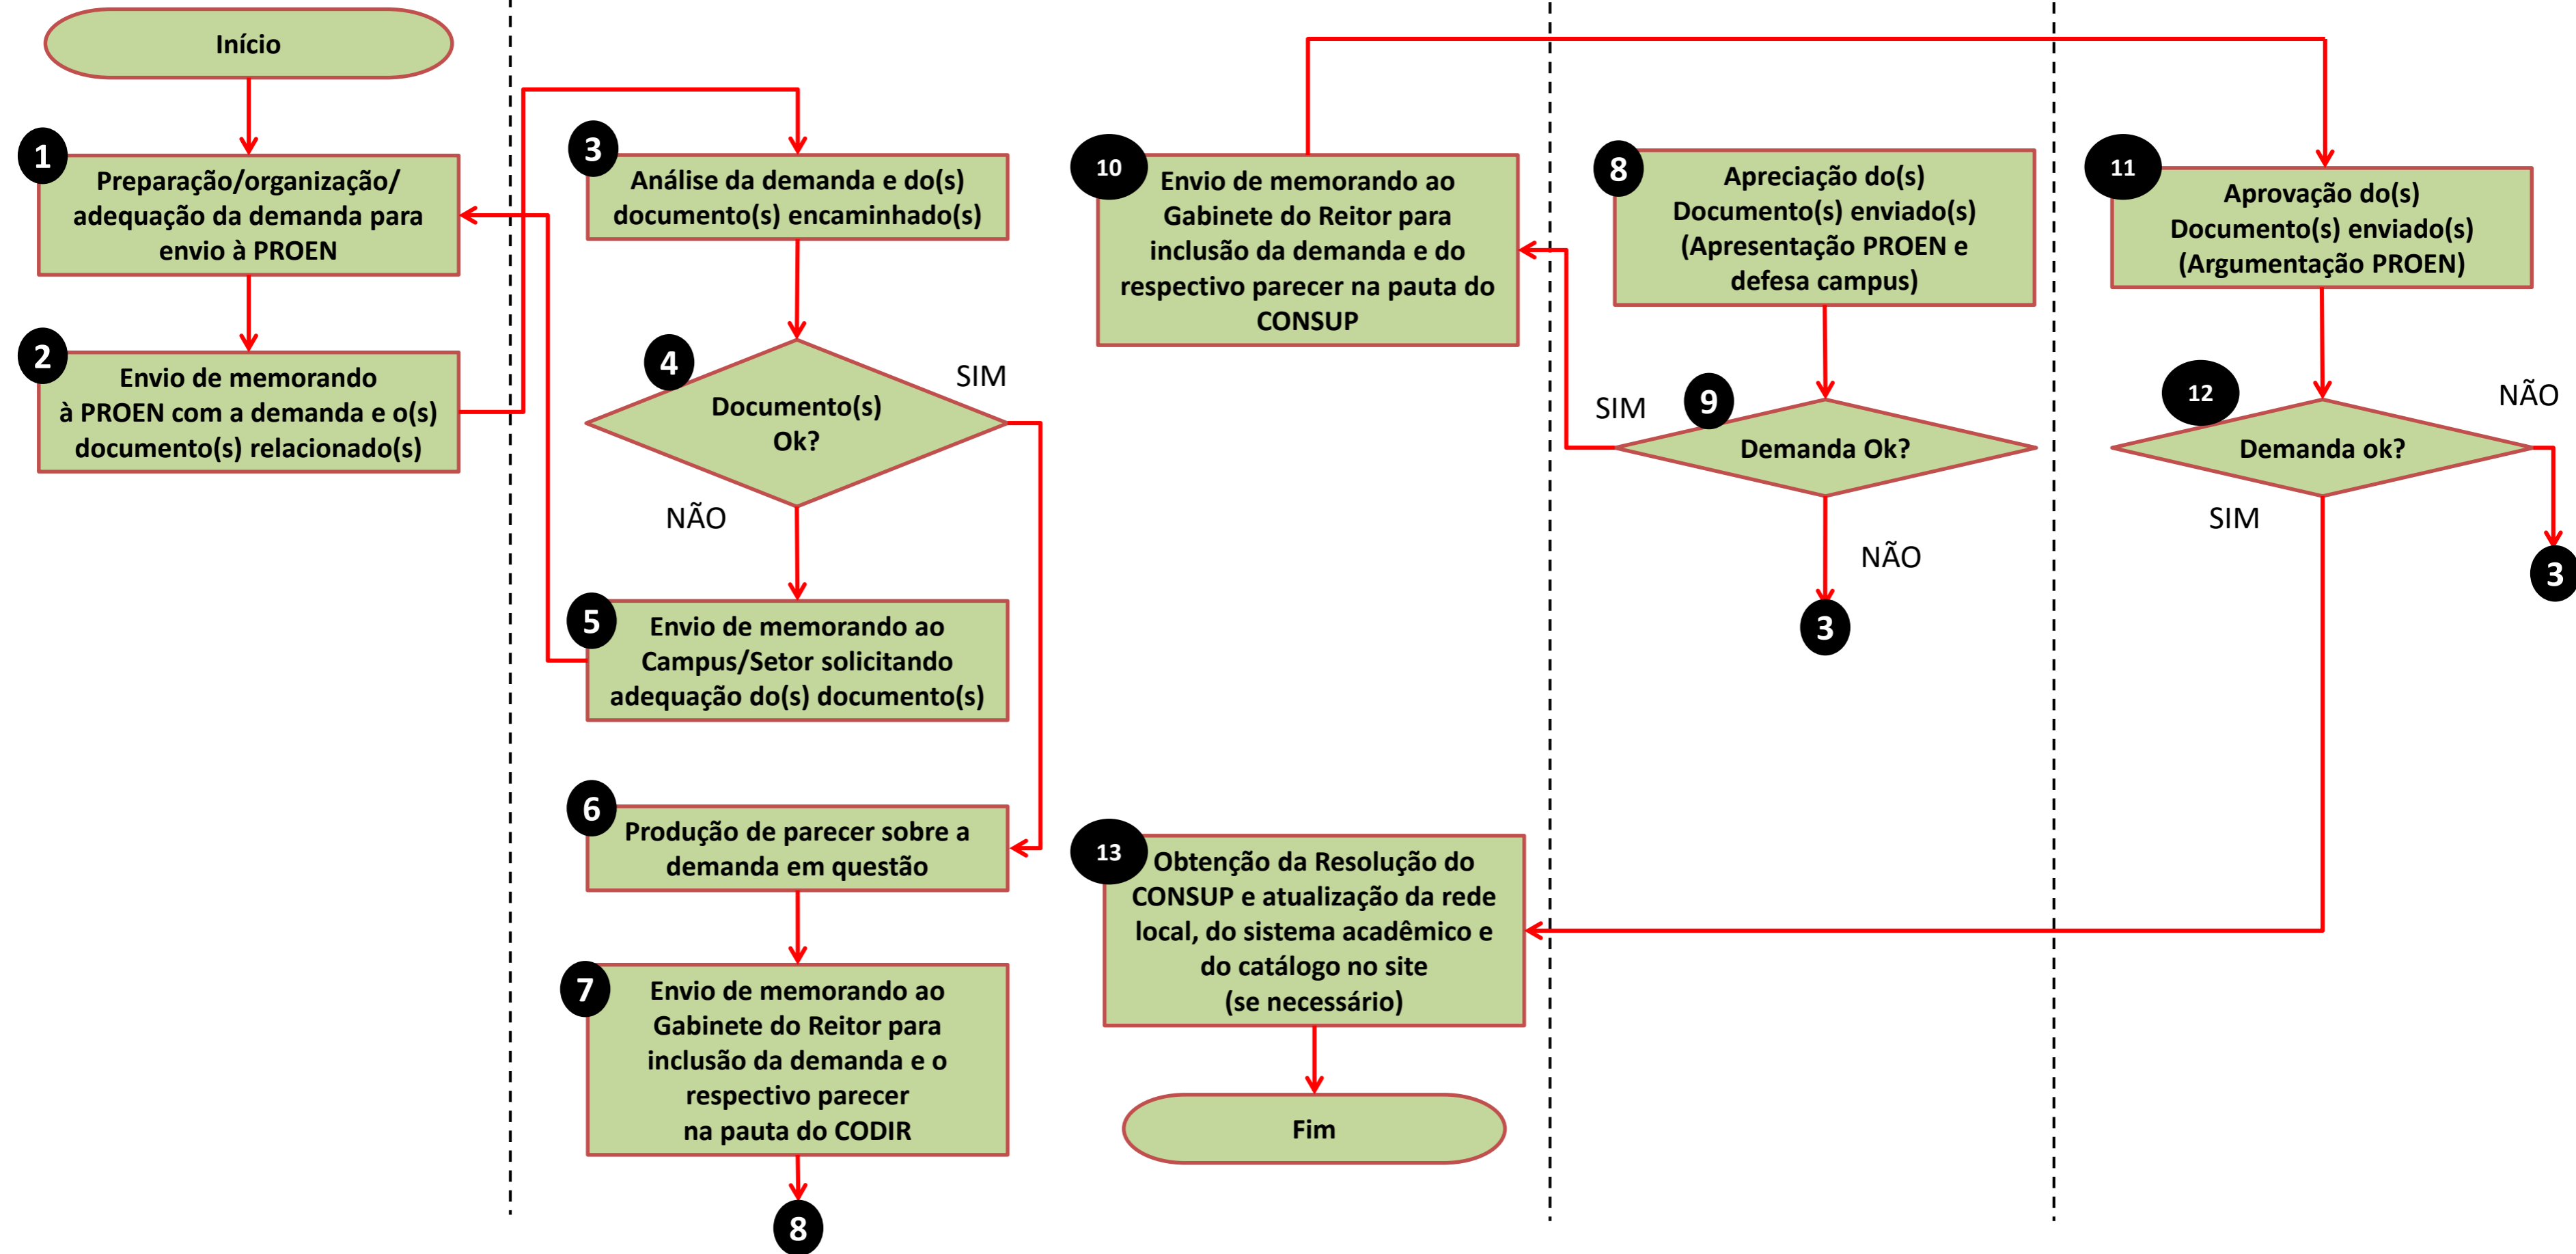 Início
1
Preparação/organização/
adequação da demanda para
envio à PROEN
2
Envio de memorando
à PROEN com a demanda e o(s)
documento(s) relacionado(s)
3
Análise da demanda e do(s)
documento(s) encaminhado(s)
4
Documento(s)
Ok?
SIM
NÃO
5
Envio de memorando ao
Campus/Setor solicitando
adequação do(s) documento(s)
6
Produção de parecer sobre a
demanda em questão
7
Envio de memorando ao
Gabinete do Reitor para
inclusão da demanda e o
respectivo parecer
na pauta do CODIR
8
10
Envio de memorando ao
Gabinete do Reitor para
inclusão da demanda e do
respectivo parecer na pauta do
CONSUP
13
Obtenção da Resolução do
CONSUP e atualização da rede
local, do sistema acadêmico e
do catálogo no site
(se necessário)
Fim
8
Apreciação do(s)
Documento(s) enviado(s)
(Apresentação PROEN e
defesa campus)
SIM
9
Demanda Ok?
NÃO
3
11
Aprovação do(s)
Documento(s) enviado(s)
(Argumentação PROEN)
12
Demanda ok?
NÃO
SIM
3